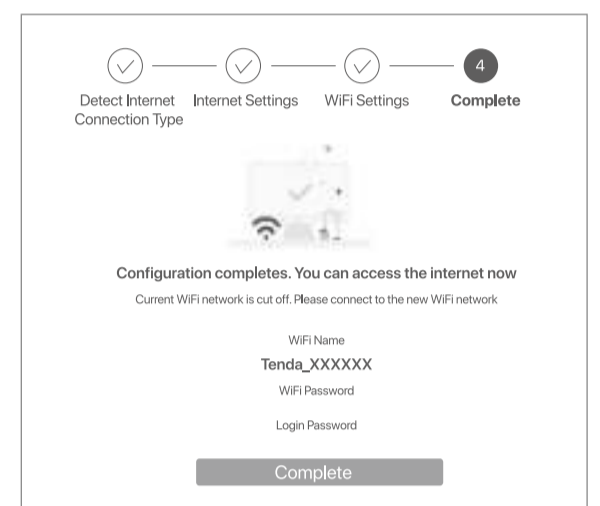 4
Detect Internet Connection Type
Internet Settings
WiFi Settings
Complete
Configuration completes. You can access the internet now
Current WiFi network is cut off. Please connect to the new WiFi network
WiFi Name
Tenda_XXXXXX
WiFi Password
Login Password
Complete